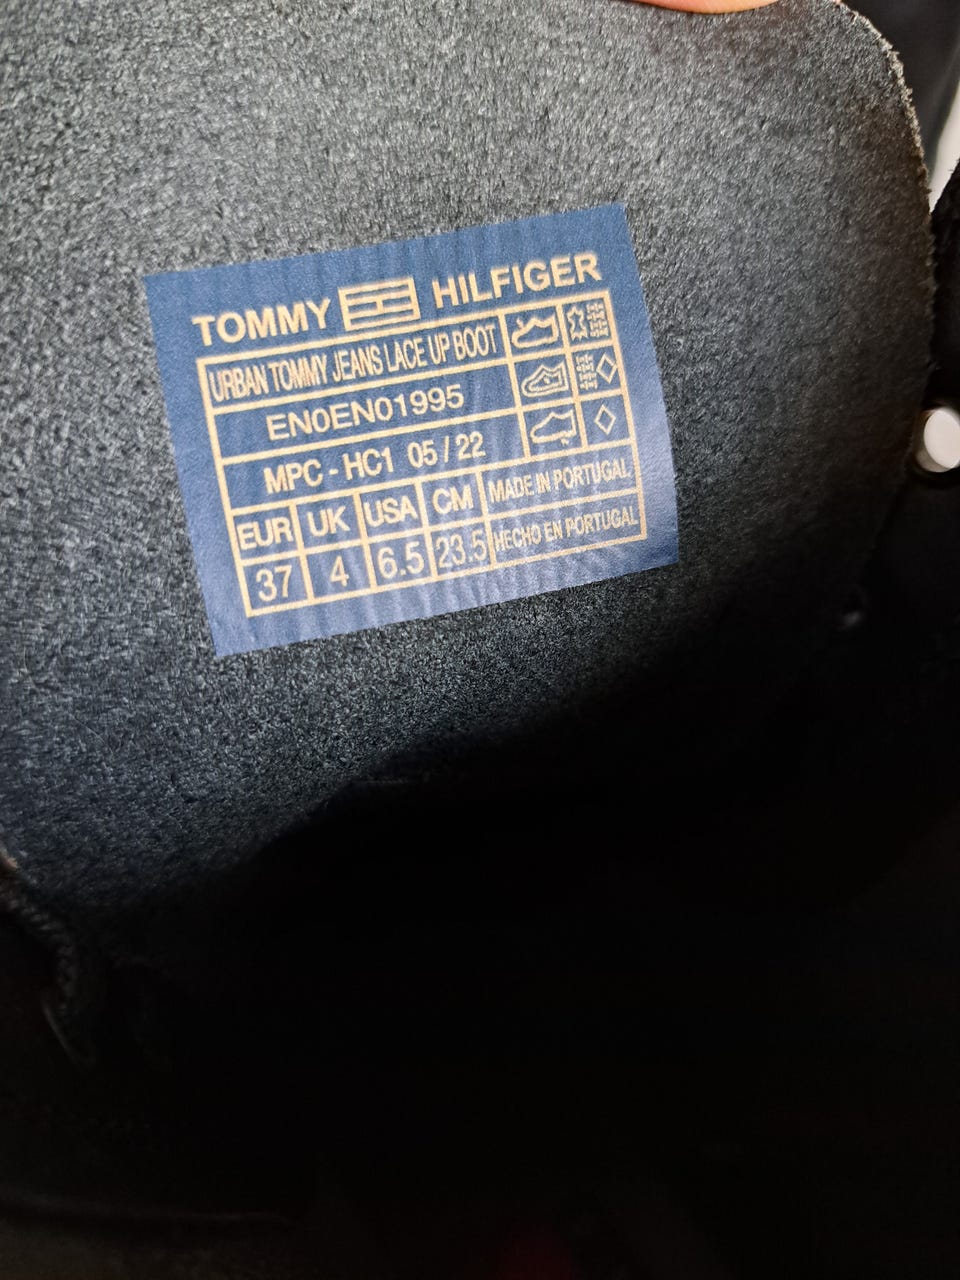 TOMMY HILFIGER
URBAN TOMMY JEANS LACE UP BOOT
EN0EN01995
MPC - HC1 05 / 22
EUR UK USA CM MADE IN PORTUGAL
37 4 6.5 23.5 HECHO EN PORTUGAL